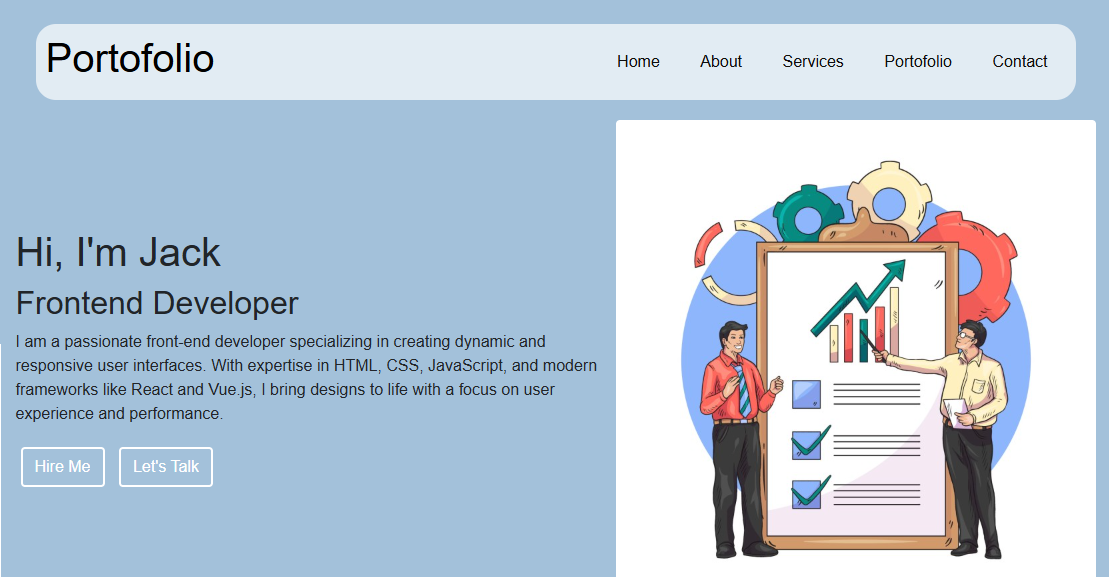 Portofolio
Home About Services Portofolio Contact
Hi, I'm Jack
Frontend Developer
I am a passionate front-end developer specializing in creating dynamic and
responsive user interfaces. With expertise in HTML, CSS, JavaScript, and modern
frameworks like React and Vue.js, I bring designs to life with a focus on user
experience and performance.
Hire Me Let's Talk